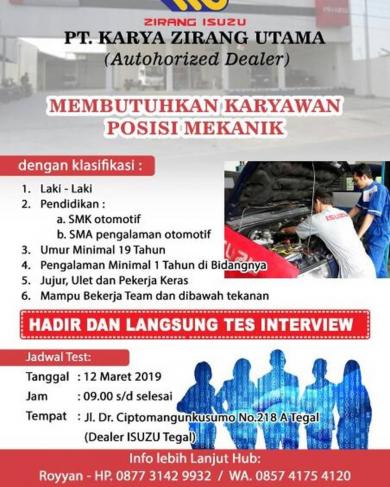 ZIRANG ISUZU
PT. KARYA ZIRANG UTAMA
(Autohorized Dealer)
MEMBUTUHKAN KARYAWAN
POSISI MEKANIK
dengan klasifikasi :
1. Laki - Laki
2. Pendidikan :
a. SMK otomotif
b. SMA pengalaman otomotif
3. Umur Minimal 19 Tahun
4. Pengalaman Minimal 1 Tahun di Bidangnya
5. Jujur, Ulet dan Pekerja Keras
6. Mampu Bekerja Team dan dibawah tekanan
HADIR DAN LANGSUNG TES INTERVIEW
Jadwal Test:
Tanggal : 12 Maret 2019
Jam : 09.00 s/d selesai
Tempat : Jl. Dr. Ciptomangunkusumo No.218 A Tegal
(Dealer ISUZU Tegal)
Info lebih Lanjut Hub:
Royyan - HP. 0877 3142 9932 / WA. 0857 4175 4120